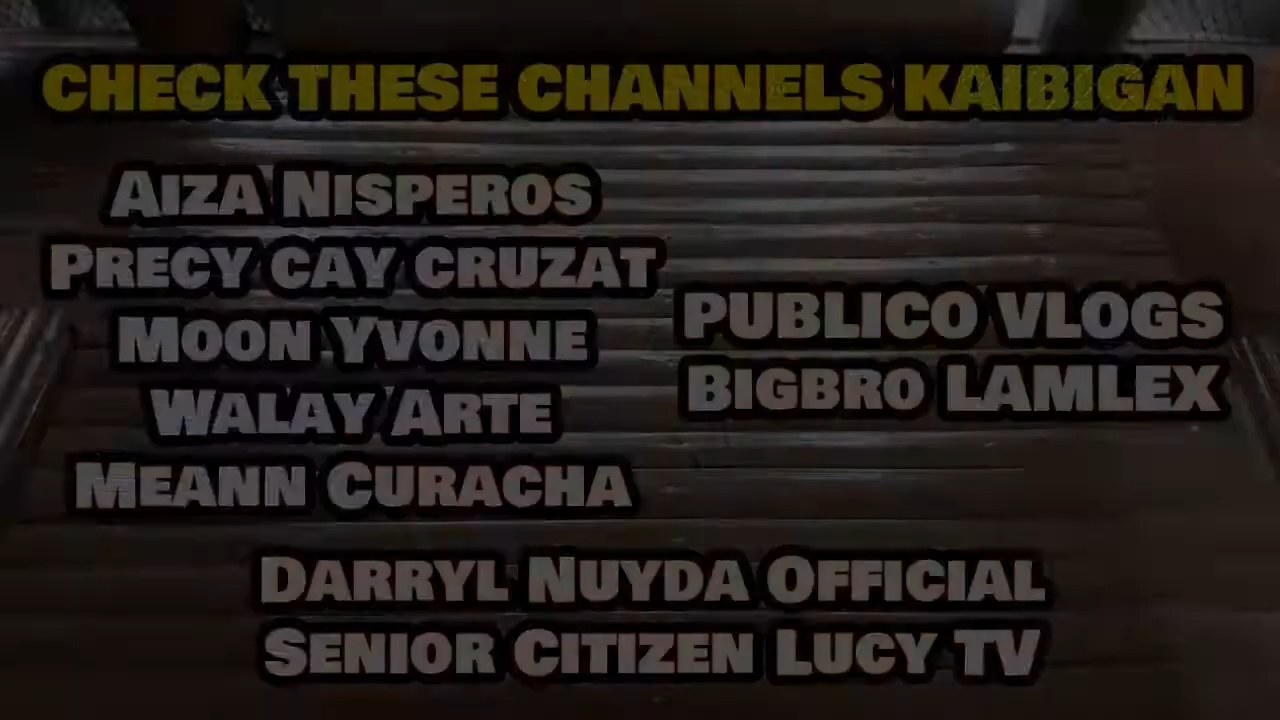 CHECK THESE CHANNELS KAIBIGAN
AIZA NISPEROS
PRECY CAY CRUZAT
MOON YVONNE
WALAY ARTE
MEANN CURACHA
PUBLICO VLOGS
BIGBRO LAMLEX
DARRYL NUYDA OFFICIAL
SENIOR CITIZEN LUCY TV